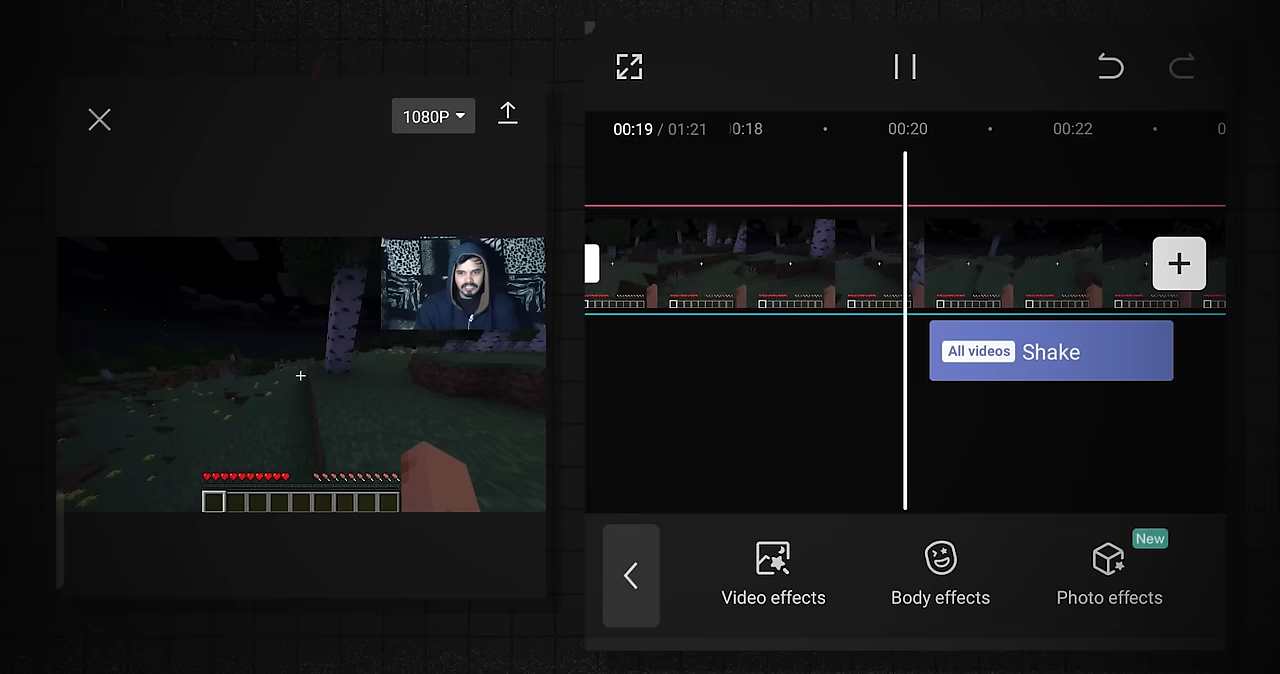 1080P
00:19 / 01:21
0:18
00:20
00:22
0
All videos Shake
Video effects
Body effects
Photo effects
New